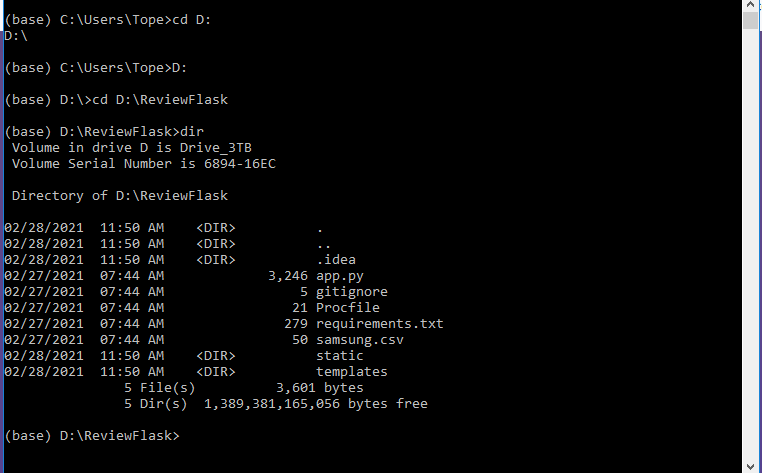 (base) C:\Users\Tope>cd D:
D:\
(base) C:\Users\Tope>D:
(base) D:\>cd D:\ReviewFlask
(base) D:\ReviewFlask>dir
 Volume in drive D is Drive_3TB
 Volume Serial Number is 6894-16EC
 Directory of D:\ReviewFlask
02/28/2021  11:50 AM    <DIR>          .
02/28/2021  11:50 AM    <DIR>          ..
02/28/2021  11:50 AM    <DIR>          .idea
02/27/2021  07:44 AM             3,246 app.py
02/27/2021  07:44 AM                 5 gitignore
02/27/2021  07:44 AM                21 Procfile
02/27/2021  07:44 AM               279 requirements.txt
02/27/2021  07:44 AM                50 samsung.csv
02/28/2021  11:50 AM    <DIR>          static
02/28/2021  11:50 AM    <DIR>          templates
               5 File(s)          3,601 bytes
               5 Dir(s)  1,389,381,165,056 bytes free
(base) D:\ReviewFlask>